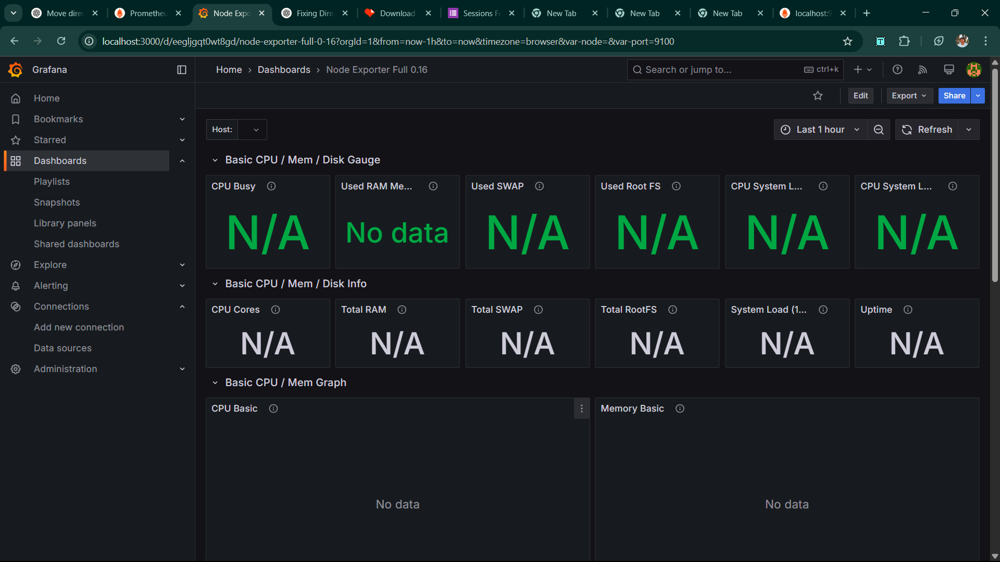 Move direc
Prometheu
Node Expo
Fixing Dire
Download
Sessions Fe
New Tab
New Tab
New Tab
localhost:9
localhost:3000/d/eegljgqt0wt8gd/node-exporter-full-0-16?orgId=1&from=now-1h&to=now&timezone=browser&var-node=&var-port=9100
Grafana
Home › Dashboards › Node Exporter Full 0.16
Search or jump to...
ctrl+k
Edit
Export
Share
Home
Bookmarks
Starred
Dashboards
Playlists
Snapshots
Library panels
Shared dashboards
Explore
Alerting
Connections
Add new connection
Data sources
Administration
Host:
Last 1 hour
Refresh
Basic CPU / Mem / Disk Gauge
CPU Busy
N/A
Used RAM Me...
No data
Used SWAP
N/A
Used Root FS
N/A
CPU System L...
N/A
CPU System L...
N/A
Basic CPU / Mem / Disk Info
CPU Cores
N/A
Total RAM
N/A
Total SWAP
N/A
Total RootFS
N/A
System Load (1...
N/A
Uptime
N/A
Basic CPU / Mem Graph
CPU Basic
No data
Memory Basic
No data